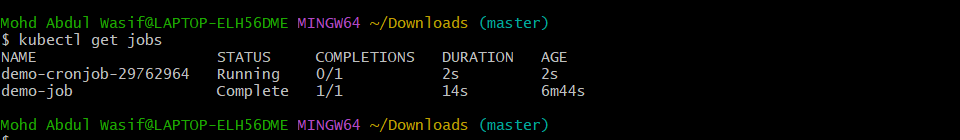 Mohd Abdul Wasif@LAPTOP-ELH56DME MINGW64 ~/Downloads (master)
$ kubectl get jobs
NAME                    STATUS     COMPLETIONS   DURATION   AGE
demo-cronjob-29762964   Running    0/1           2s         2s
demo-job                Complete   1/1           14s        6m44s
Mohd Abdul Wasif@LAPTOP-ELH56DME MINGW64 ~/Downloads (master)
$